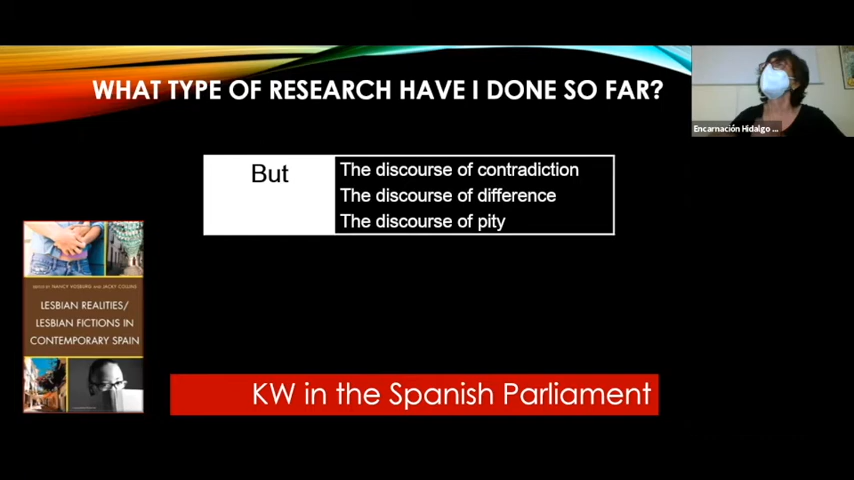 WHAT TYPE OF RESEARCH HAVE I DONE SO FAR?
Encarnación Hidalgo ...
But
The discourse of contradiction
The discourse of difference
The discourse of pity
EDITED BY NANCY VOSBURG AND JACKY COLLINS
LESBIAN REALITIES/
LESBIAN FICTIONS IN
CONTEMPORARY SPAIN
KW in the Spanish Parliament